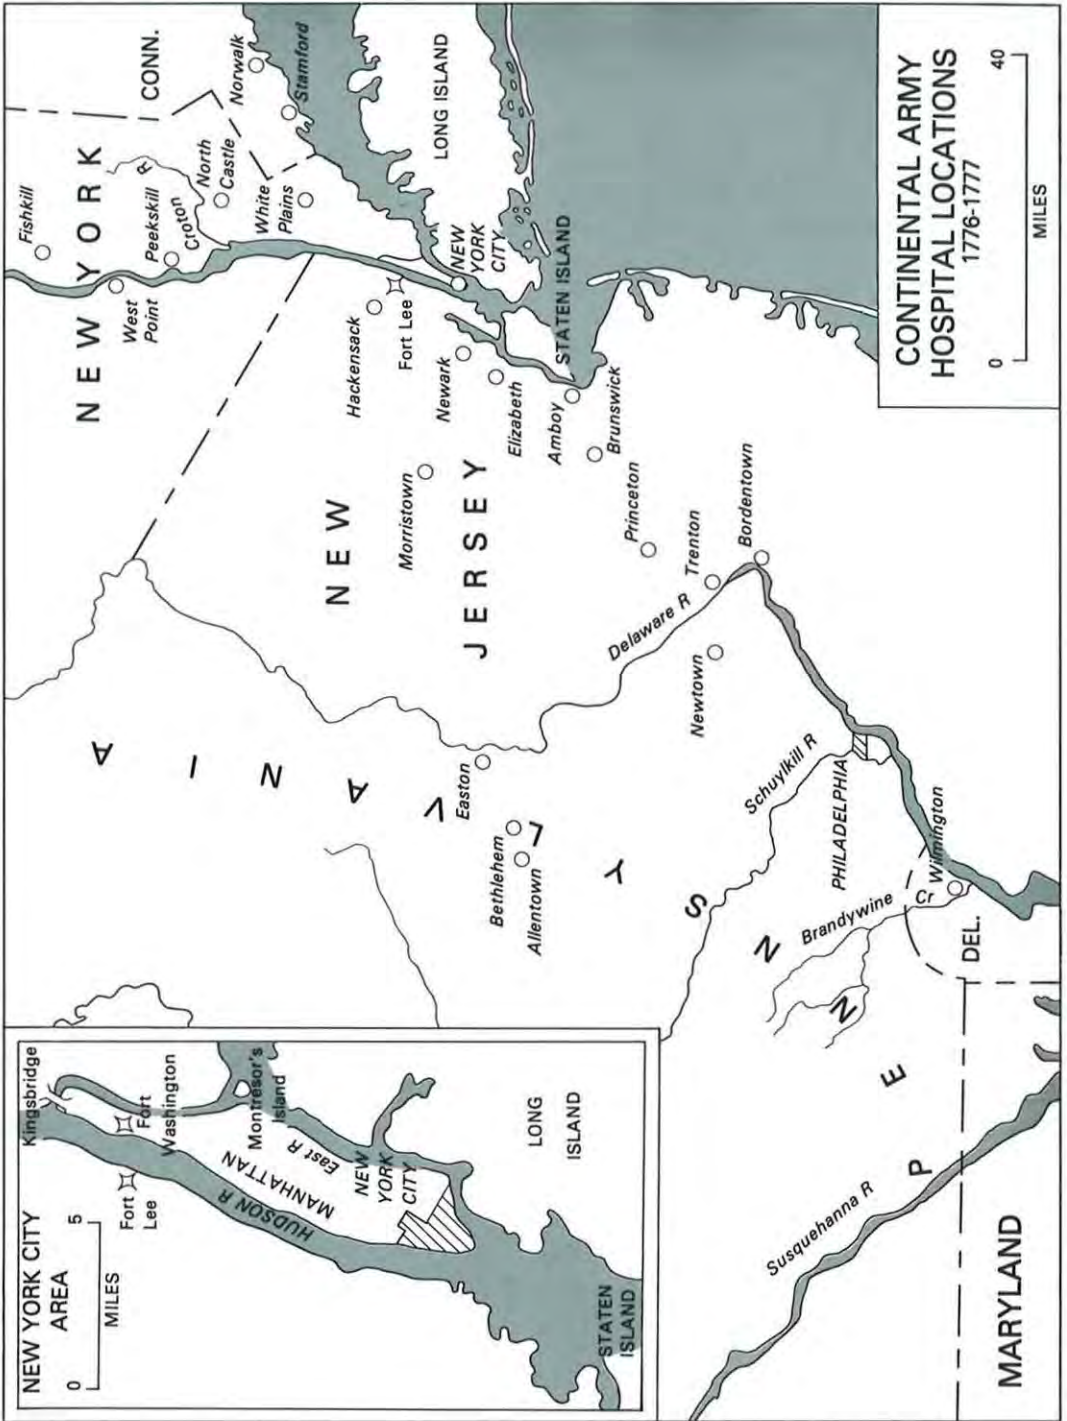 CONTINENTAL ARMY
HOSPITAL LOCATIONS
1776-1777
0
40
MILES
NEW YORK CITY
AREA
0
5
MILES
Kingsbridge
Fort
Lee
Fort
Washington
Montresor's
Island
HUDSON R
MANHATTAN
East R
NEW
YORK
CITY
LONG
ISLAND
STATEN
ISLAND
NEW YORK
CONN.
Fishkill
West
Point
Peekskill
Croton R
North
Castle
White
Plains
Norwalk
Stamford
LONG ISLAND
NEW
YORK
CITY
STATEN ISLAND
Hackensack
Fort Lee
Newark
Elizabeth
Amboy
Brunswick
Morristown
NEW
JERSEY
Princeton
Trenton
Bordentown
Delaware R
Newtown
Easton
Bethlehem
Allentown
PENNSYLVANIA
Schuylkill R
PHILADELPHIA
Wilmington
Brandywine Cr
DEL.
Susquehanna R
MARYLAND